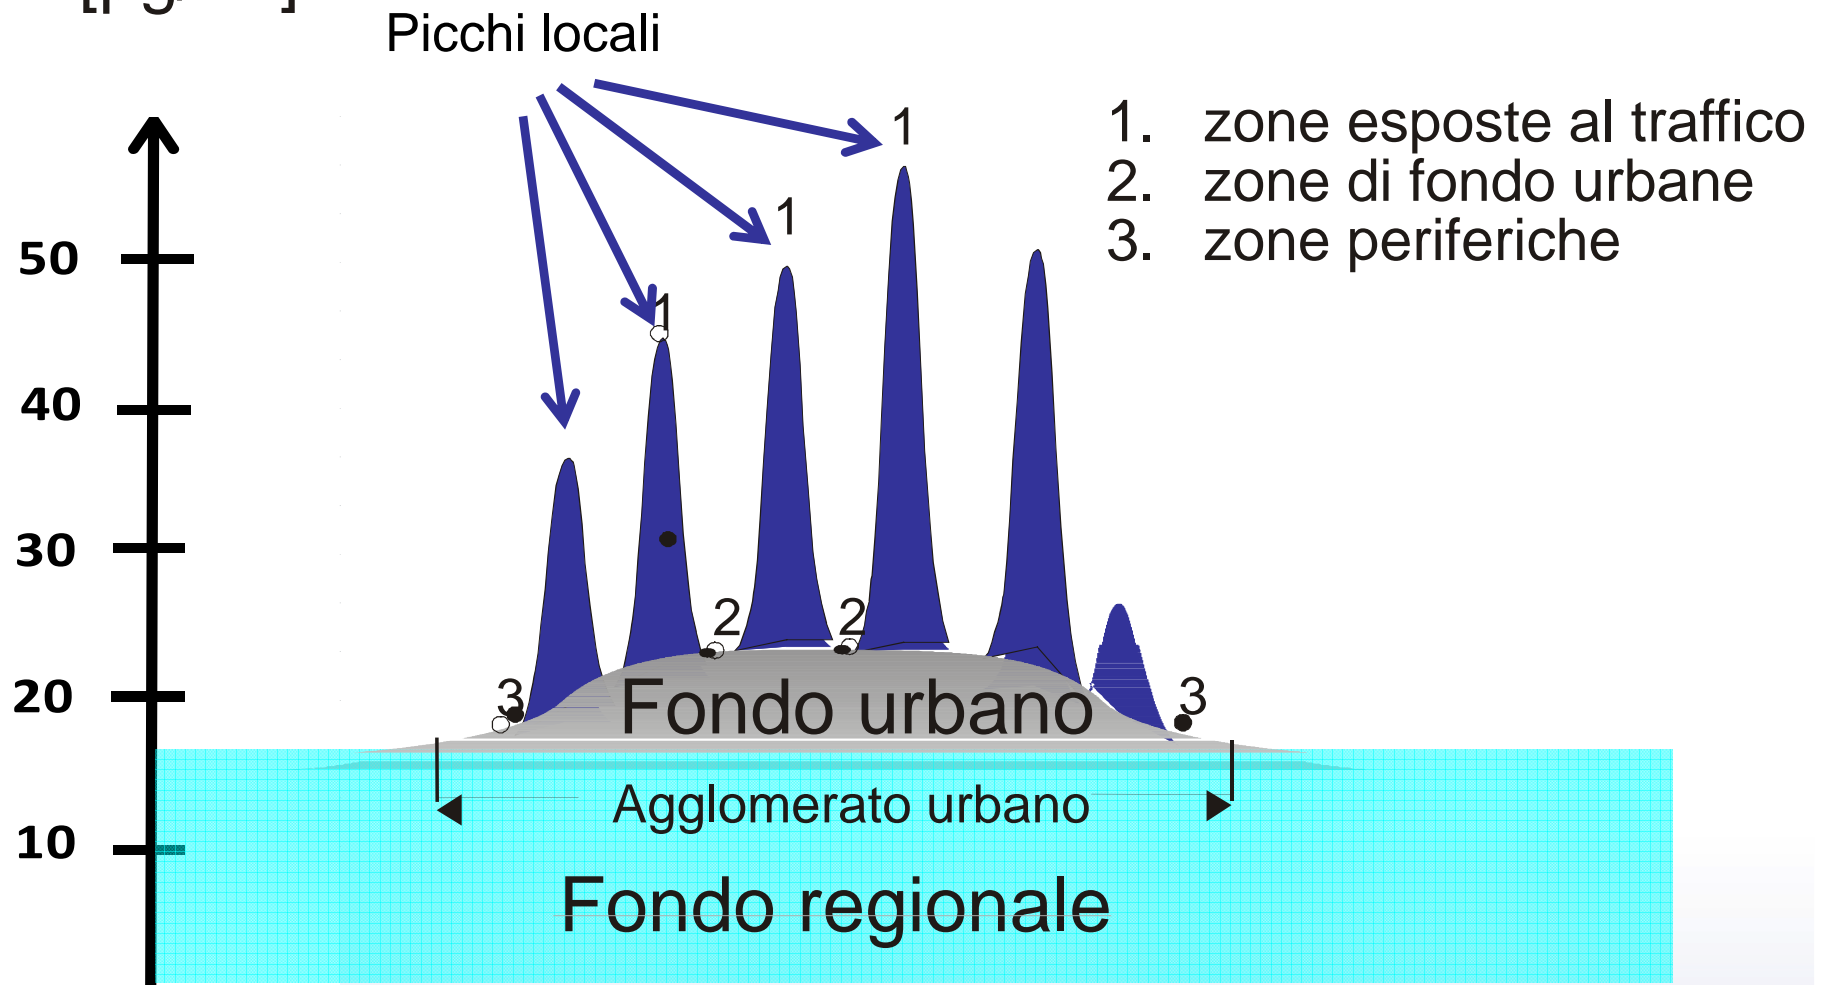 Picchi locali
1
1. zone esposte al traffico
2. zone di fondo urbane
3. zone periferiche
1
50
1
40
30
2
2
3
3
20
Fondo urbano
Agglomerato urbano
10
Fondo regionale